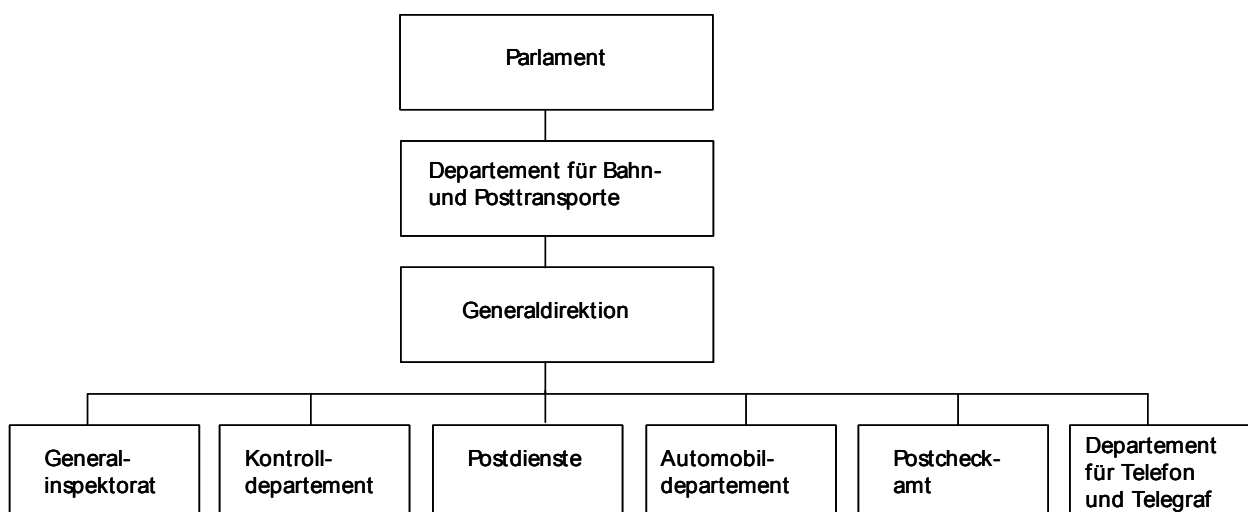 Parlament
Departement für Bahn-
und Posttransporte
Generaldirektion
General-
inspektorat
Kontroll-
departement
Postdienste
Automobil-
departement
Postcheck-
amt
Departement
für Telefon
und Telegraf